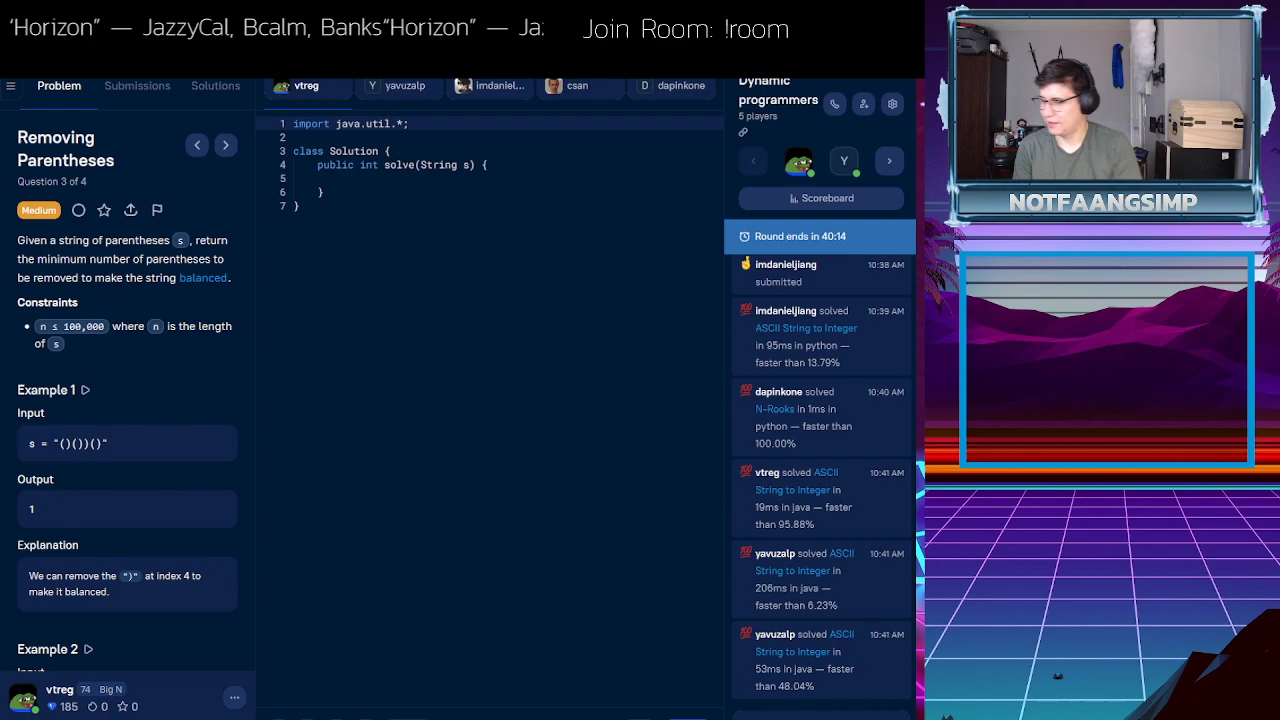 'Horizon" — JazzyCal, Bcalm, Banks"Horizon" — Ja
Join Room: !room
Problem
Submissions
Solutions
Removing
Parentheses
Question 3 of 4
Medium
Given a string of parentheses s, return
the minimum number of parentheses to
be removed to make the string balanced.
Constraints
• n ≤ 100,000 where n is the length
of s
Example 1
Input
s = "()())()"
Output
1
Explanation
We can remove the ")" at index 4 to
make it balanced.
Example 2
vtreg 74 Big N
185 0 0
vtreg
Y yavuzalp
imdaniel...
csan
D dapinkone
1 import java.util.*;
2
3 class Solution {
4 public int solve(String s) {
5
6 }
7 }
Dynamic
programmers
5 players
Y
Scoreboard
Round ends in 40:14
imdanieljiang 10:38 AM
submitted
imdanieljiang solved 10:39 AM
ASCII String to Integer
in 95ms in python —
faster than 13.79%
dapinkone solved 10:40 AM
N-Rooks in 1ms in
python — faster than
100.00%
vtreg solved ASCII 10:41 AM
String to Integer in
19ms in java — faster
than 95.88%
yavuzalp solved ASCII 10:41 AM
String to Integer in
206ms in java —
faster than 6.23%
yavuzalp solved ASCII 10:41 AM
String to Integer in
53ms in java — faster
than 48.04%
NOTFAANGSIMP